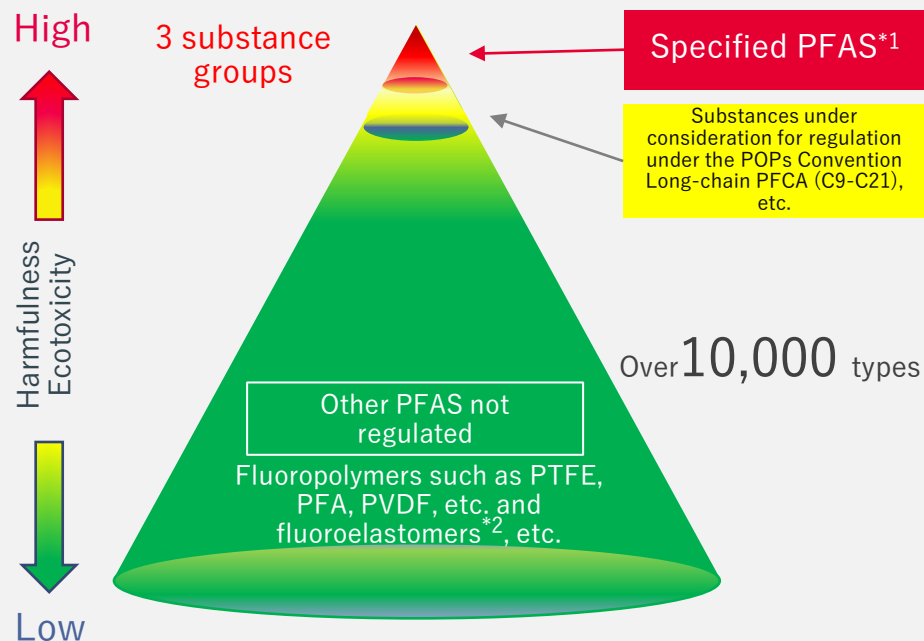 High
3 substance
groups
Specified PFAS*1
Substances under
consideration for regulation
under the POPs Convention
Long-chain PFCA (C9-C21),
etc.
Harmfulness
Ecotoxicity
Over 10,000 types
Other PFAS not
regulated
Fluoropolymers such as PTFE,
PFA, PVDF, etc. and
fluoroelastomers*2, etc.
Low